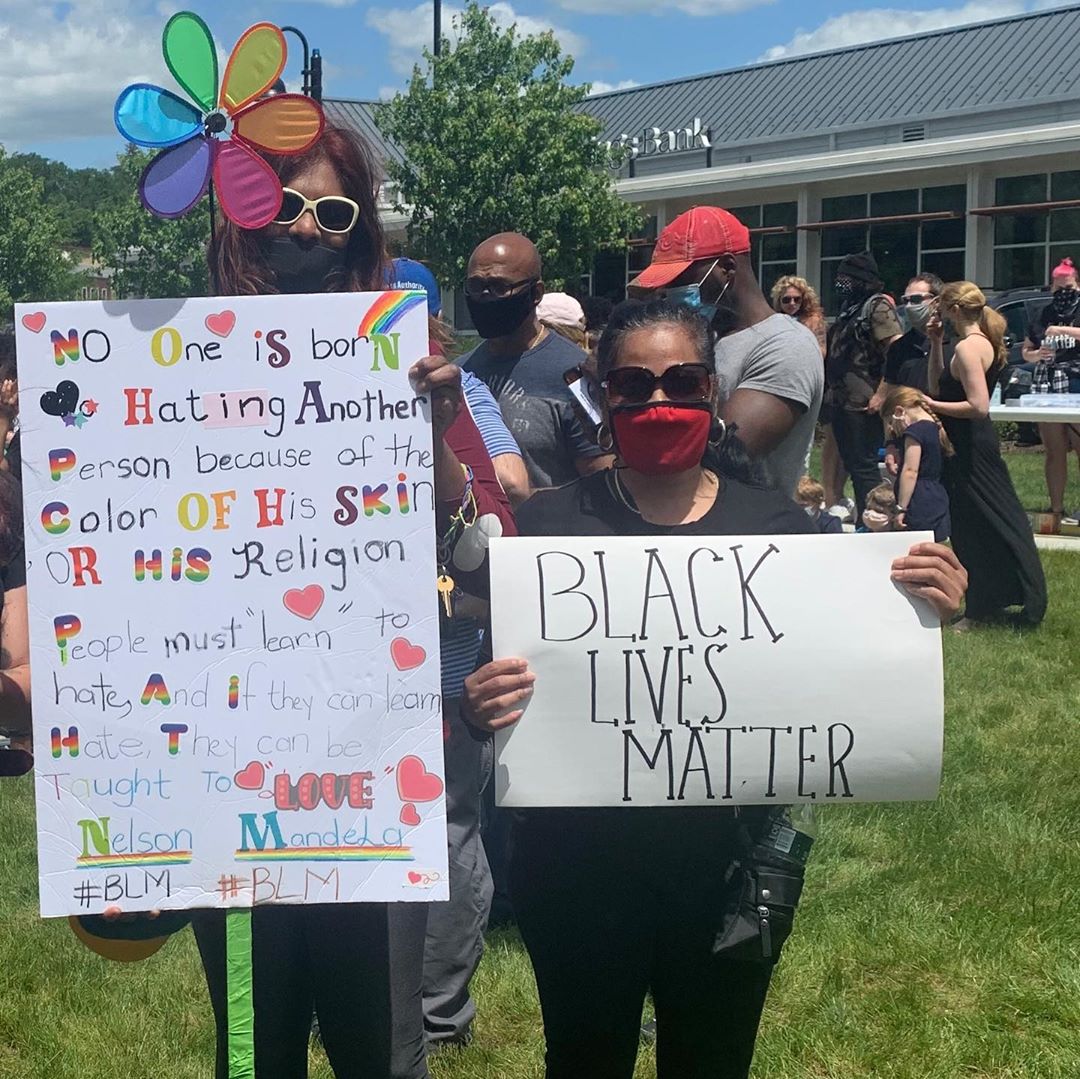 Bank
NO One iS borN
HatingAnother
Person because of the
Color OF His SKin
OR His Religion
People must "learn" to
hate, And if they can learn
Hate, They can be
Taught To LOVE
Nelson MandeLa
#BLM #BLM
BLACK
LIVES
MATTER